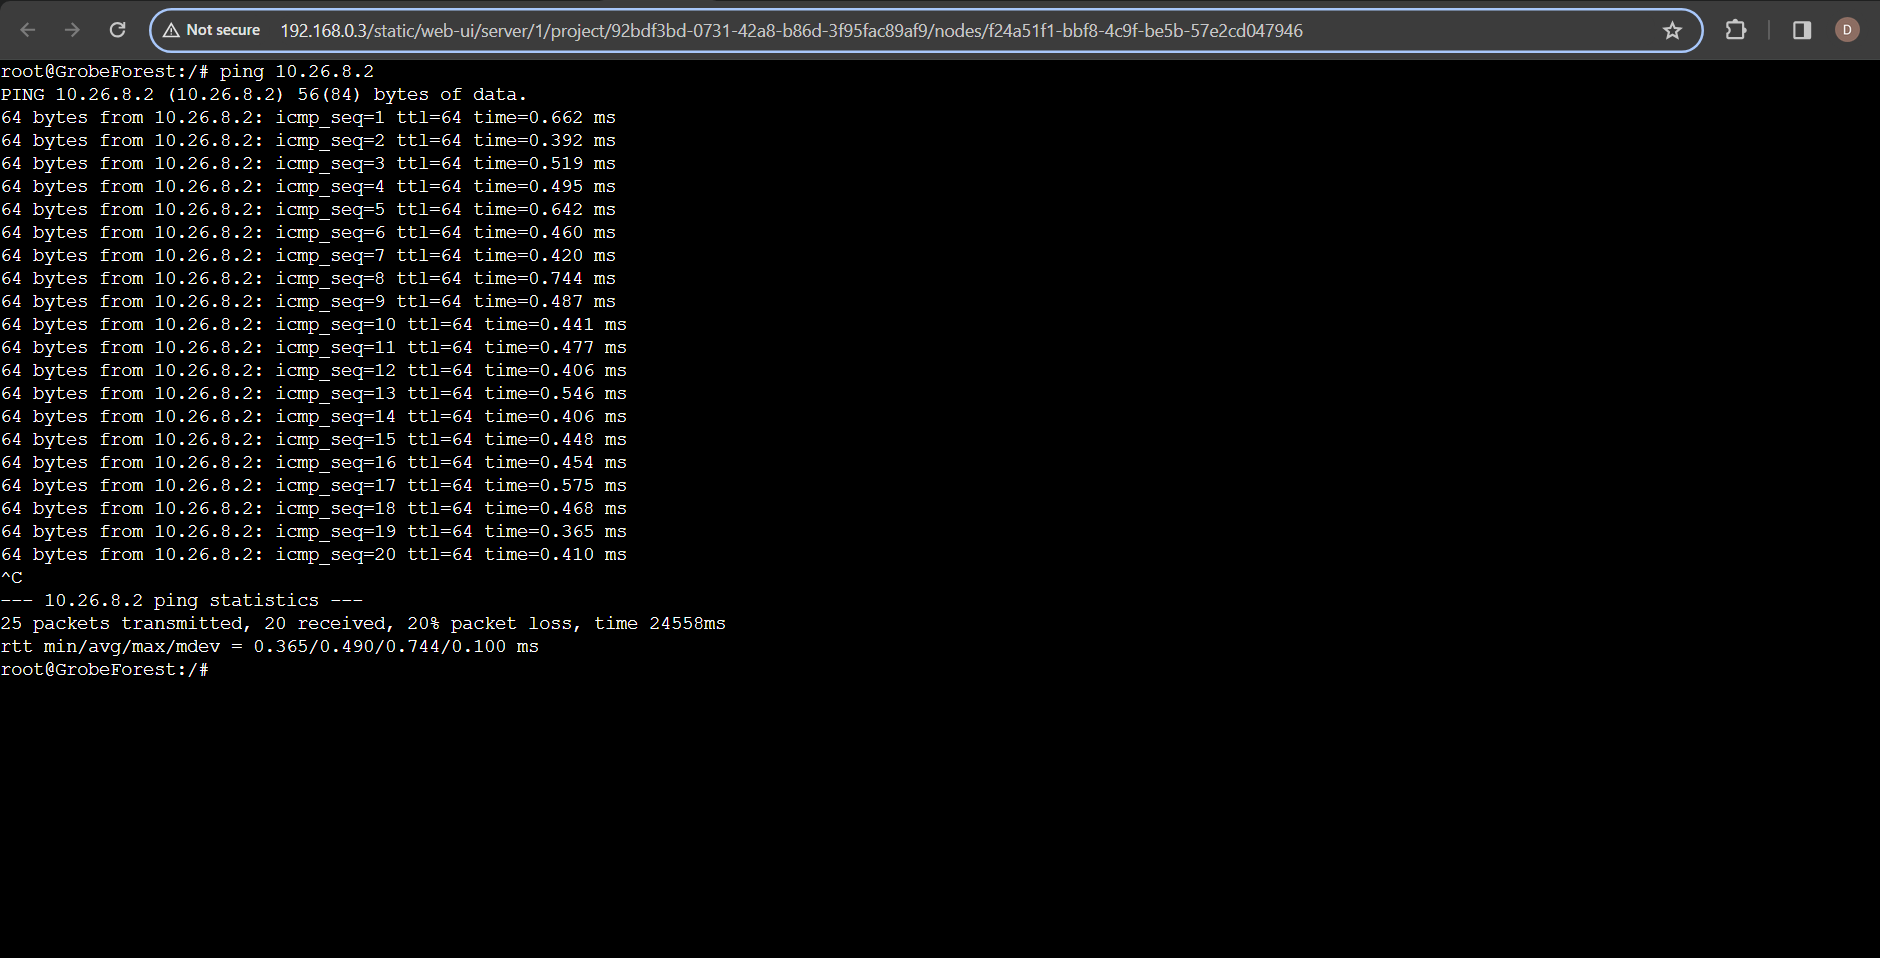 Not secure 192.168.0.3/static/web-ui/server/1/project/92bdf3bd-0731-42a8-b86d-3f95fac89af9/nodes/f24a51f1-bbf8-4c9f-be5b-57e2cd047946 D
root@GrobeForest:/# ping 10.26.8.2
PING 10.26.8.2 (10.26.8.2) 56(84) bytes of data.
64 bytes from 10.26.8.2: icmp_seq=1 ttl=64 time=0.662 ms
64 bytes from 10.26.8.2: icmp_seq=2 ttl=64 time=0.392 ms
64 bytes from 10.26.8.2: icmp_seq=3 ttl=64 time=0.519 ms
64 bytes from 10.26.8.2: icmp_seq=4 ttl=64 time=0.495 ms
64 bytes from 10.26.8.2: icmp_seq=5 ttl=64 time=0.642 ms
64 bytes from 10.26.8.2: icmp_seq=6 ttl=64 time=0.460 ms
64 bytes from 10.26.8.2: icmp_seq=7 ttl=64 time=0.420 ms
64 bytes from 10.26.8.2: icmp_seq=8 ttl=64 time=0.744 ms
64 bytes from 10.26.8.2: icmp_seq=9 ttl=64 time=0.487 ms
64 bytes from 10.26.8.2: icmp_seq=10 ttl=64 time=0.441 ms
64 bytes from 10.26.8.2: icmp_seq=11 ttl=64 time=0.477 ms
64 bytes from 10.26.8.2: icmp_seq=12 ttl=64 time=0.406 ms
64 bytes from 10.26.8.2: icmp_seq=13 ttl=64 time=0.546 ms
64 bytes from 10.26.8.2: icmp_seq=14 ttl=64 time=0.406 ms
64 bytes from 10.26.8.2: icmp_seq=15 ttl=64 time=0.448 ms
64 bytes from 10.26.8.2: icmp_seq=16 ttl=64 time=0.454 ms
64 bytes from 10.26.8.2: icmp_seq=17 ttl=64 time=0.575 ms
64 bytes from 10.26.8.2: icmp_seq=18 ttl=64 time=0.468 ms
64 bytes from 10.26.8.2: icmp_seq=19 ttl=64 time=0.365 ms
64 bytes from 10.26.8.2: icmp_seq=20 ttl=64 time=0.410 ms
^C
--- 10.26.8.2 ping statistics ---
25 packets transmitted, 20 received, 20% packet loss, time 24558ms
rtt min/avg/max/mdev = 0.365/0.490/0.744/0.100 ms
root@GrobeForest:/#